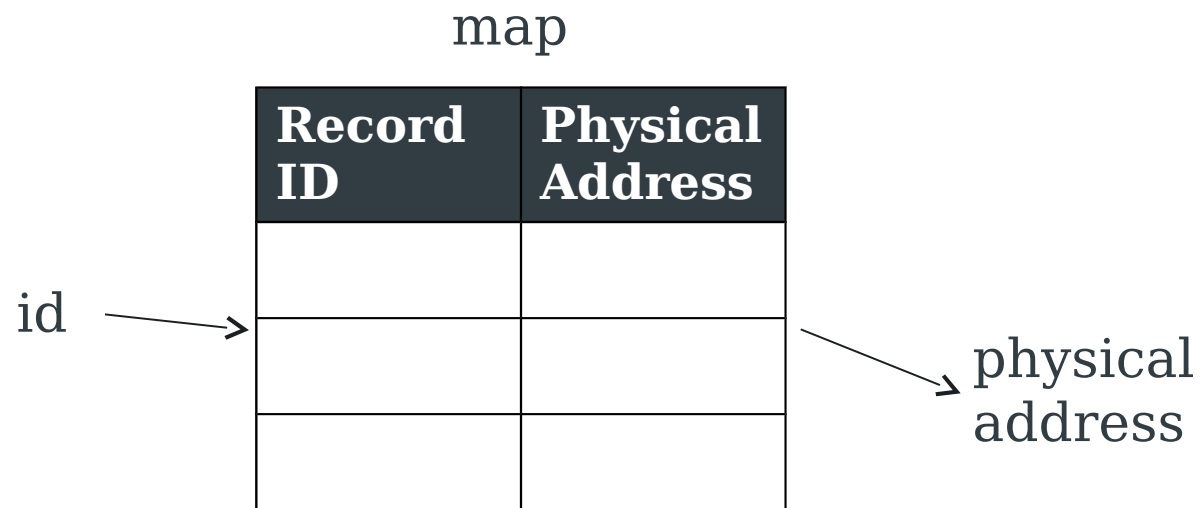 map
Record
ID
Physical
Address
id
physical
address